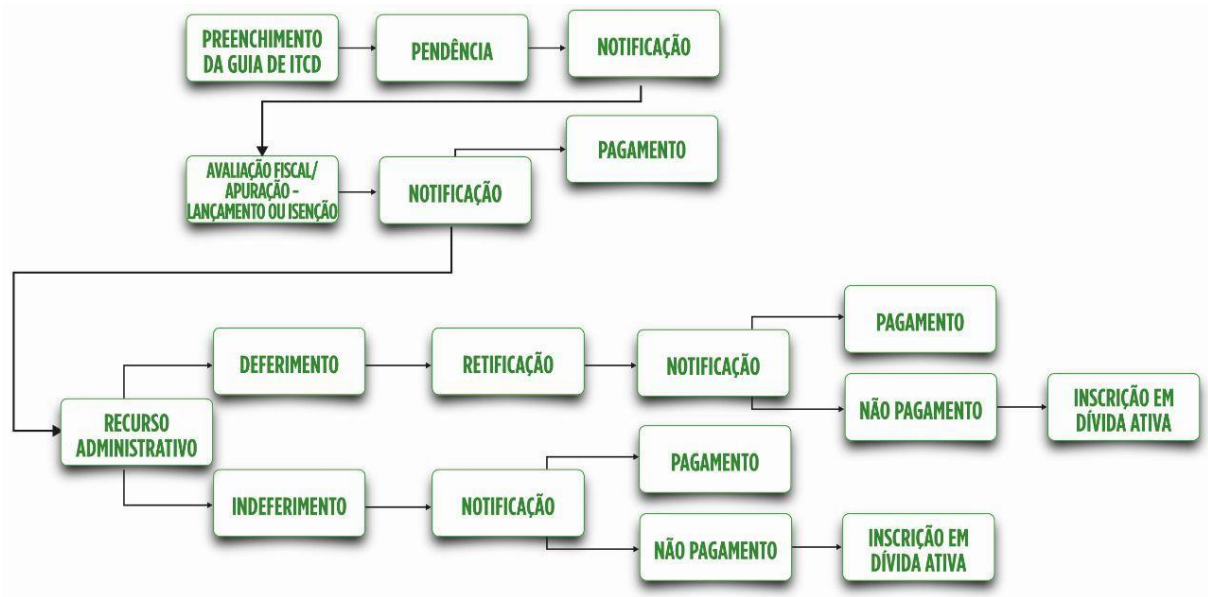 PREENCHIMENTO
DA GUIA DE ITCD
PENDÊNCIA
NOTIFICAÇÃO
AVALIAÇÃO FISCAL/
APURAÇÃO –
LANÇAMENTO OU ISENÇÃO
NOTIFICAÇÃO
PAGAMENTO
RECURSO
ADMINISTRATIVO
DEFERIMENTO
RETIFICAÇÃO
NOTIFICAÇÃO
PAGAMENTO
NÃO PAGAMENTO
INSCRIÇÃO EM
DÍVIDA ATIVA
INDEFERIMENTO
NOTIFICAÇÃO
PAGAMENTO
NÃO PAGAMENTO
INSCRIÇÃO EM
DÍVIDA ATIVA